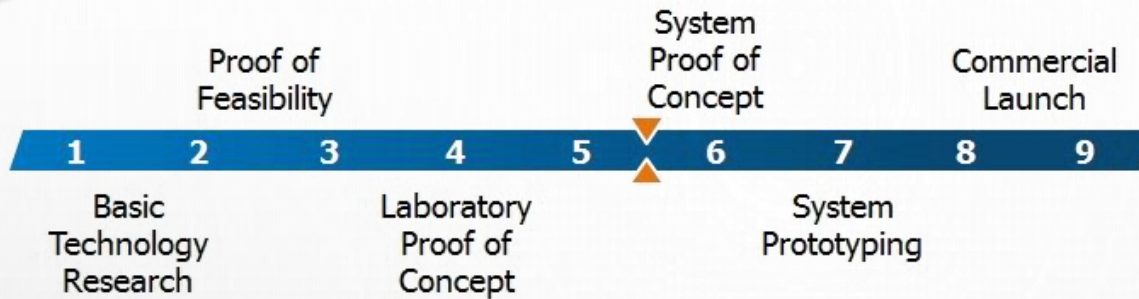 Proof of
Feasibility
System
Proof of
Concept
Commercial
Launch
1 2 3 4 5 6 7 8 9
Basic
Technology
Research
Laboratory
Proof of
Concept
System
Prototyping